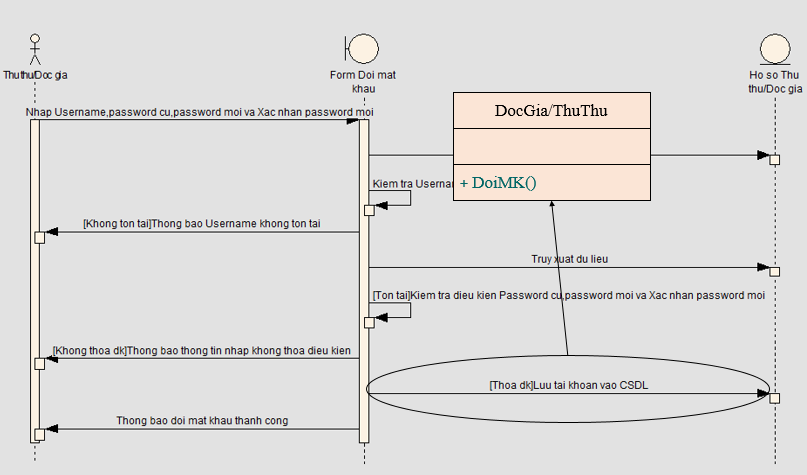 Thuthu/Doc gia
Form Doi mat
khau
Ho so Thu
thu/Doc gia
Nhap Username,password cu,password moi va Xac nhan password moi
DocGia/ThuThu
+ DoiMK()
Kiem tra Usernam
[Khong ton tai]Thong bao Username khong ton tai
Truy xuat du lieu
[Ton tai]Kiem tra dieu kien Password cu,password moi va Xac nhan password moi
[Khong thoa dk]Thong bao thong tin nhap khong thoa dieu kien
[Thoa dk]Luu tai khoan vao CSDL
Thong bao doi mat khau thanh cong